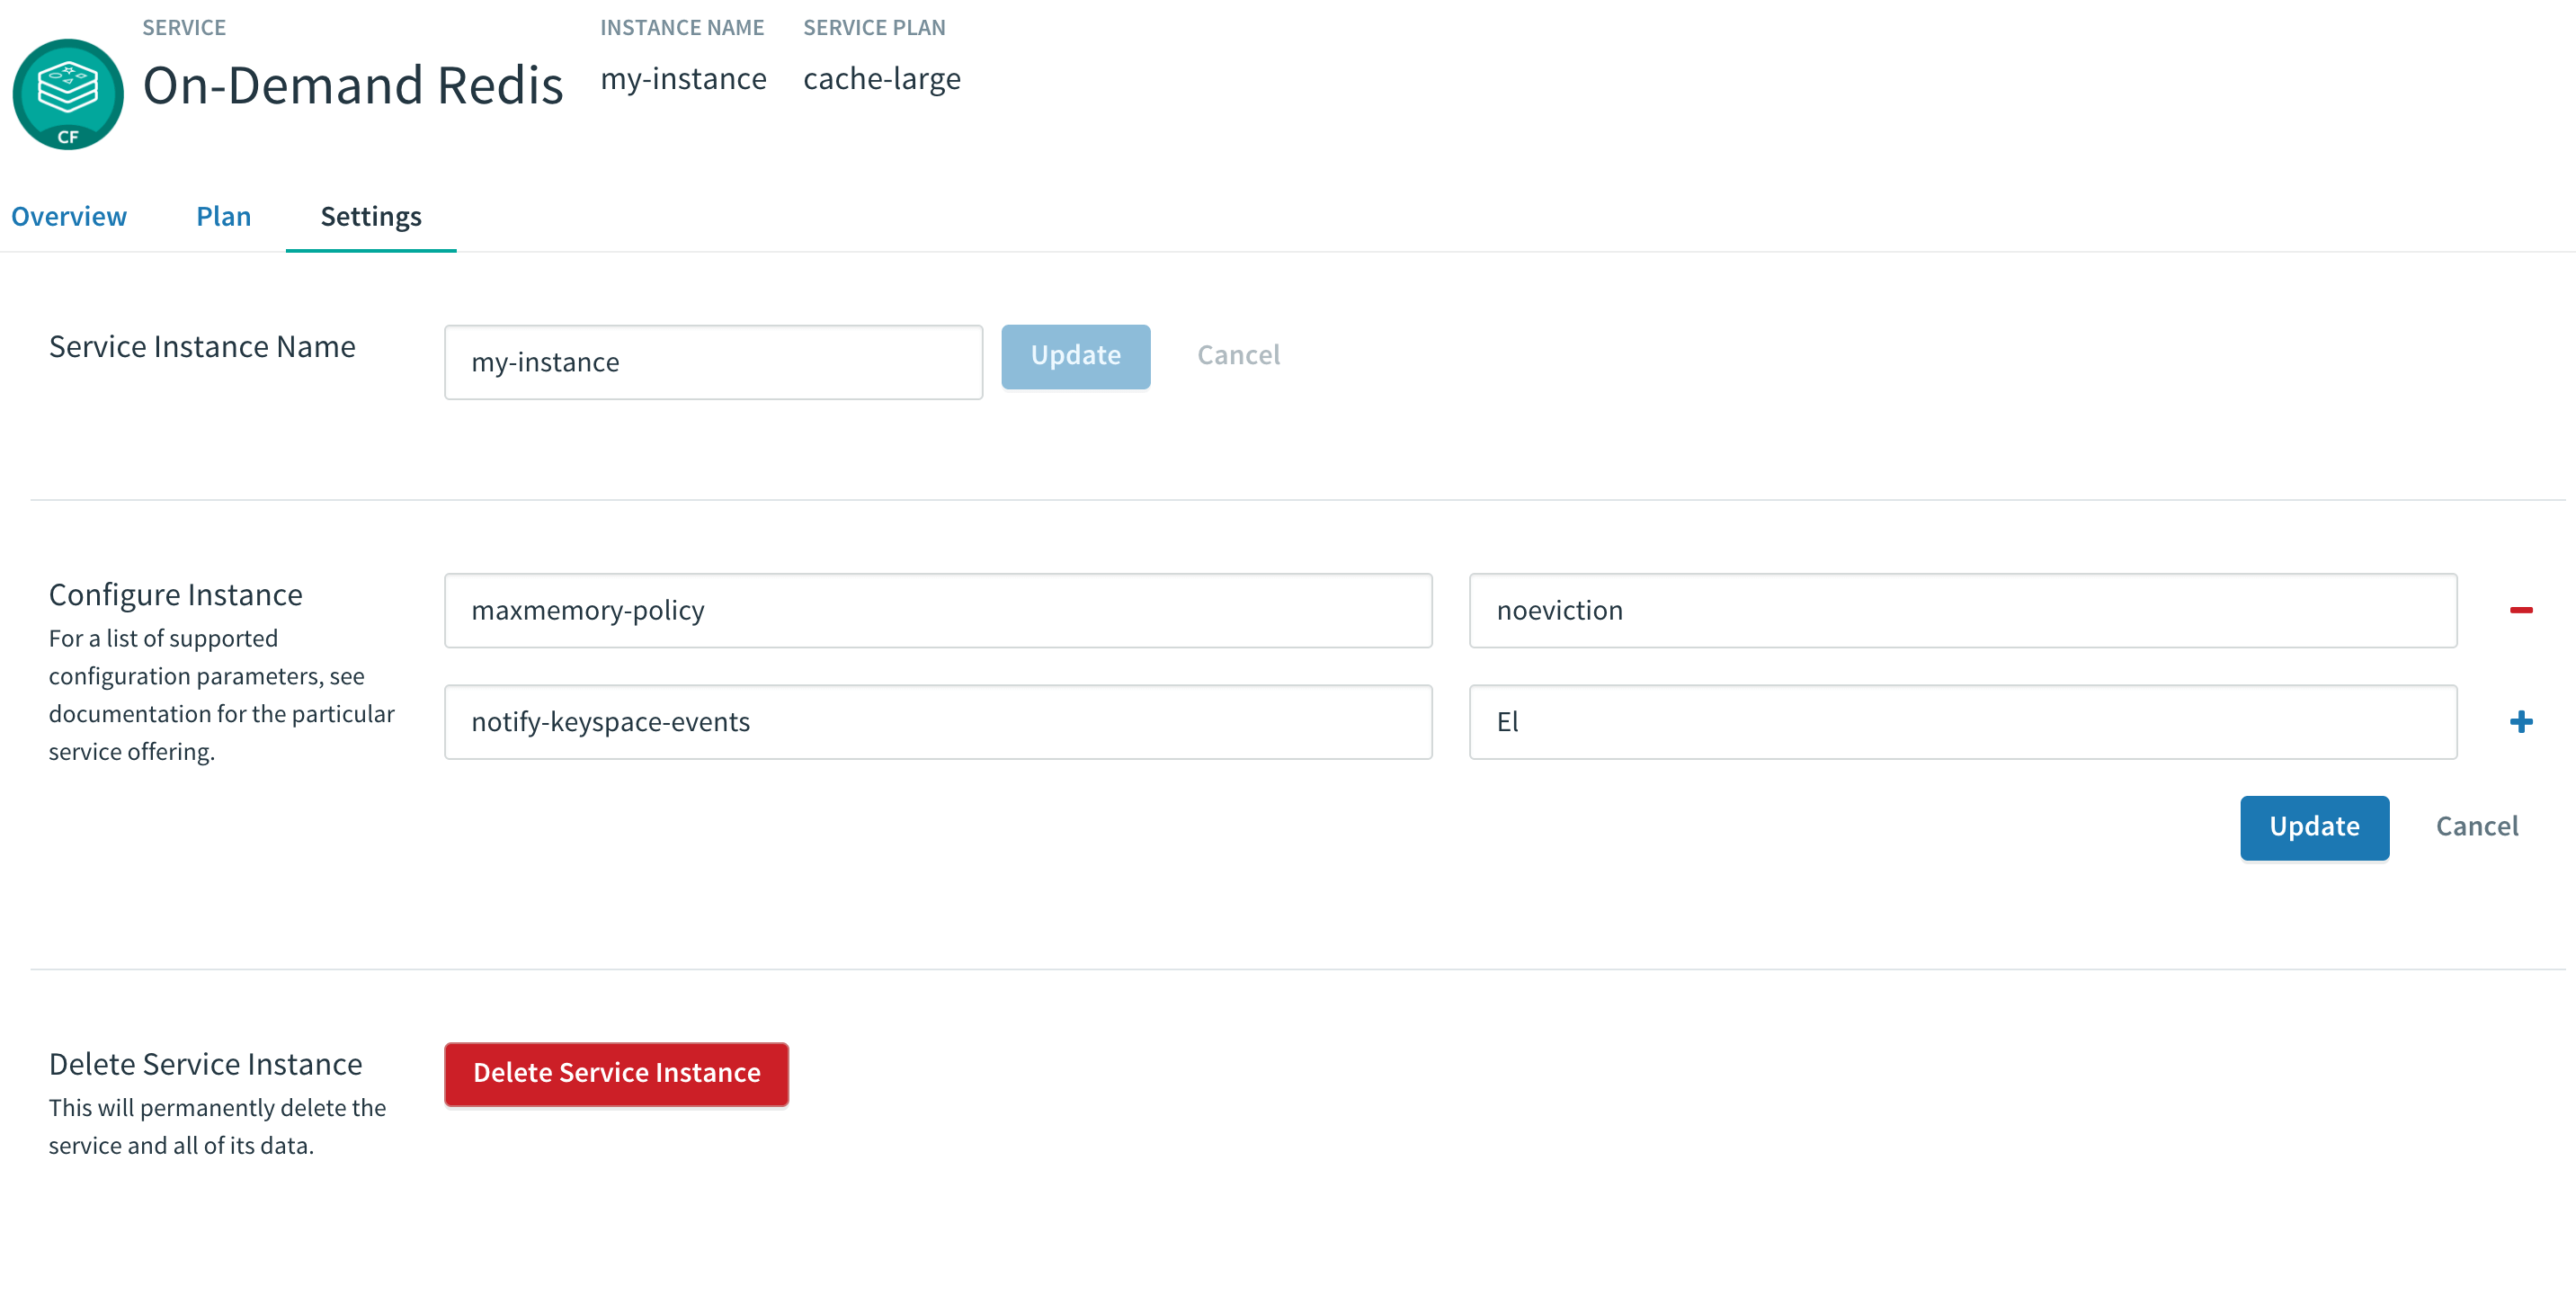 SERVICE
On-Demand Redis
INSTANCE NAME
my-instance
SERVICE PLAN
cache-large
CF
Overview Plan Settings
Service Instance Name
my-instance
Update Cancel
Configure Instance
For a list of supported
configuration parameters, see
documentation for the particular
service offering.
maxmemory-policy noeviction
notify-keyspace-events El
Update Cancel
Delete Service Instance
This will permanently delete the
service and all of its data.
Delete Service Instance